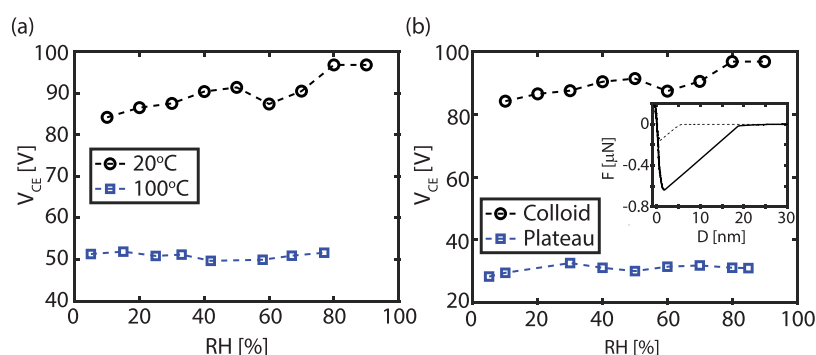 (a)
100
90
80
70
60
50
40
V_CE [V]
20°C
100°C
0 20 40 60 80 100
RH [%]
(b)
100
80
60
40
20
V_CE [V]
Colloid
Plateau
0 20 40 60 80 100
RH [%]
0
-0.4
-0.8
F [µN]
0 10 20 30
D [nm]